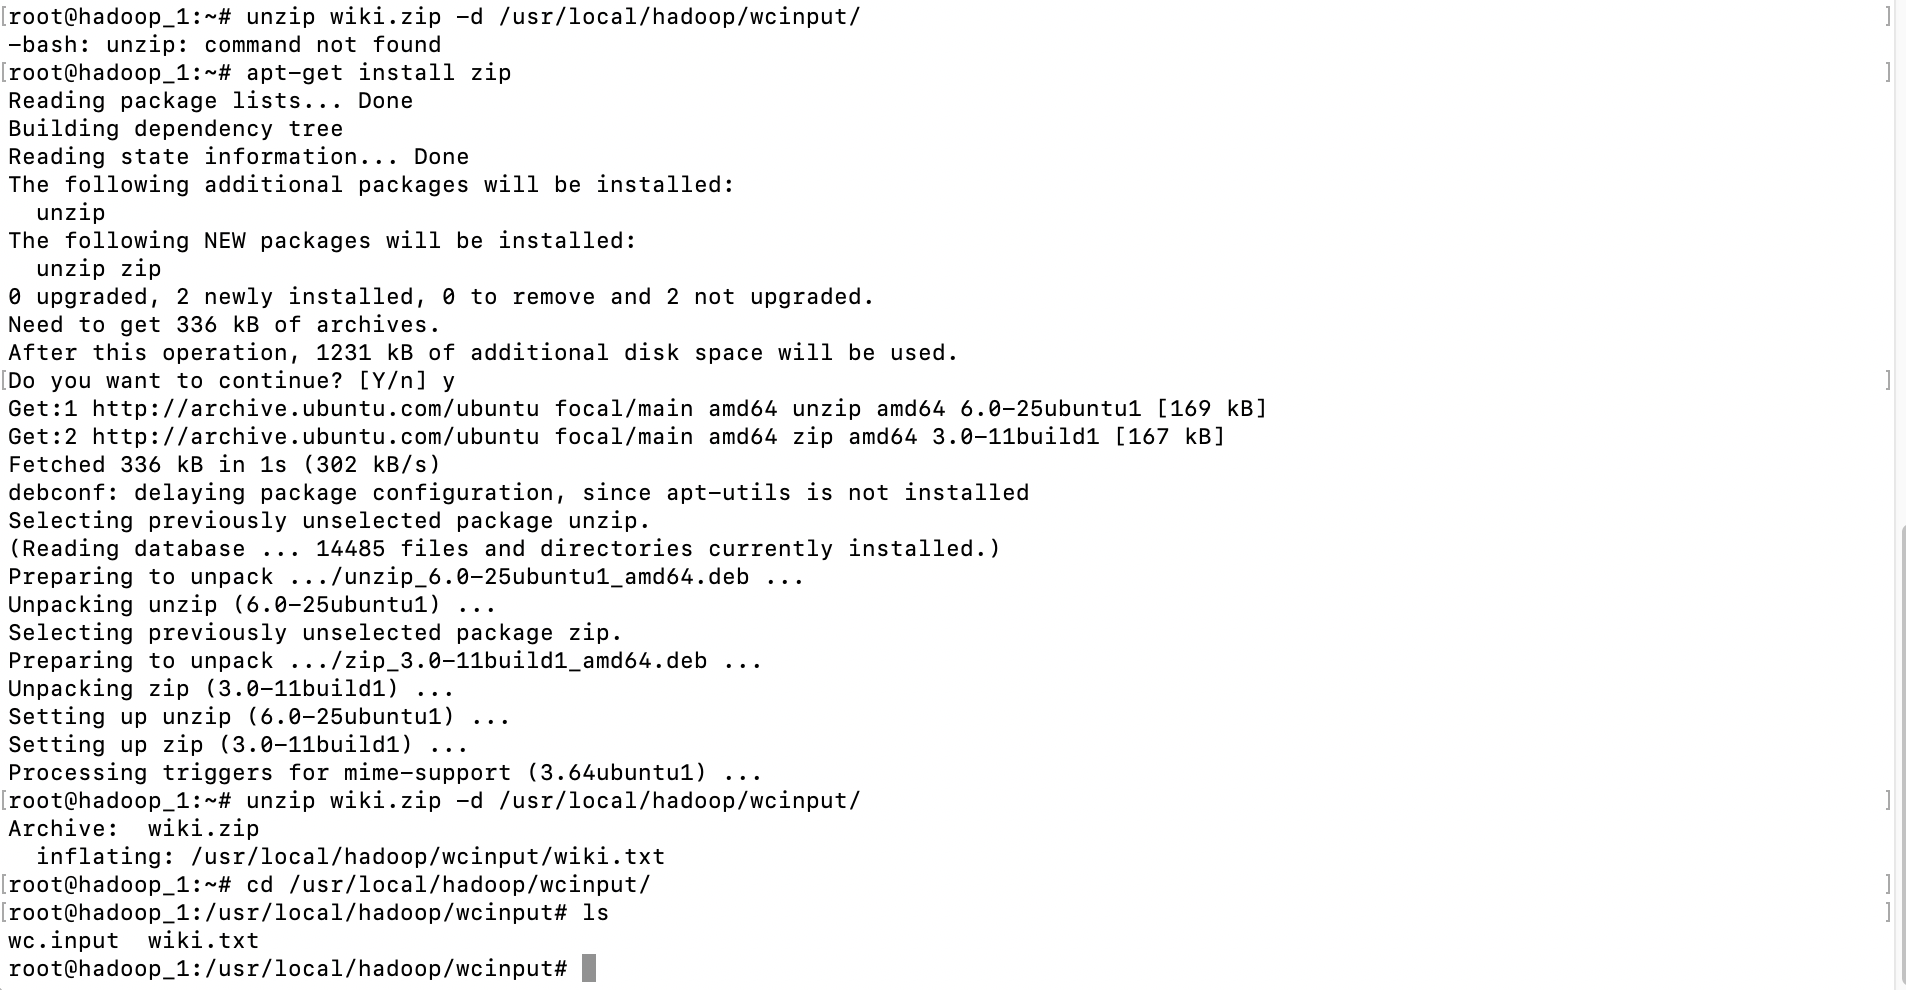 [root@hadoop_1:~# unzip wiki.zip -d /usr/local/hadoop/wcinput/ ]
-bash: unzip: command not found
[root@hadoop_1:~# apt-get install zip ]
Reading package lists... Done
Building dependency tree
Reading state information... Done
The following additional packages will be installed:
  unzip
The following NEW packages will be installed:
  unzip zip
0 upgraded, 2 newly installed, 0 to remove and 2 not upgraded.
Need to get 336 kB of archives.
After this operation, 1231 kB of additional disk space will be used.
[Do you want to continue? [Y/n] y ]
Get:1 http://archive.ubuntu.com/ubuntu focal/main amd64 unzip amd64 6.0-25ubuntu1 [169 kB]
Get:2 http://archive.ubuntu.com/ubuntu focal/main amd64 zip amd64 3.0-11build1 [167 kB]
Fetched 336 kB in 1s (302 kB/s)
debconf: delaying package configuration, since apt-utils is not installed
Selecting previously unselected package unzip.
(Reading database ... 14485 files and directories currently installed.)
Preparing to unpack .../unzip_6.0-25ubuntu1_amd64.deb ...
Unpacking unzip (6.0-25ubuntu1) ...
Selecting previously unselected package zip.
Preparing to unpack .../zip_3.0-11build1_amd64.deb ...
Unpacking zip (3.0-11build1) ...
Setting up unzip (6.0-25ubuntu1) ...
Setting up zip (3.0-11build1) ...
Processing triggers for mime-support (3.64ubuntu1) ...
[root@hadoop_1:~# unzip wiki.zip -d /usr/local/hadoop/wcinput/ ]
Archive:  wiki.zip
  inflating: /usr/local/hadoop/wcinput/wiki.txt
[root@hadoop_1:~# cd /usr/local/hadoop/wcinput/ ]
[root@hadoop_1:/usr/local/hadoop/wcinput# ls ]
wc.input  wiki.txt
root@hadoop_1:/usr/local/hadoop/wcinput#